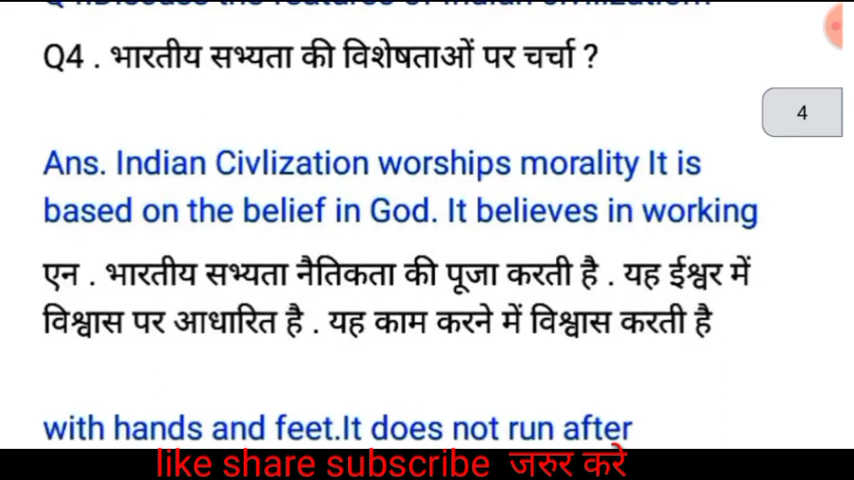 Q4 . भारतीय सभ्यता की विशेषताओं पर चर्चा ?
4
Ans. Indian Civlization worships morality It is
based on the belief in God. It believes in working
एन . भारतीय सभ्यता नैतिकता की पूजा करती है . यह ईश्वर में
विश्वास पर आधारित है . यह काम करने में विश्वास करती है
with hands and feet.It does not run after
like share subscribe जरुर करे